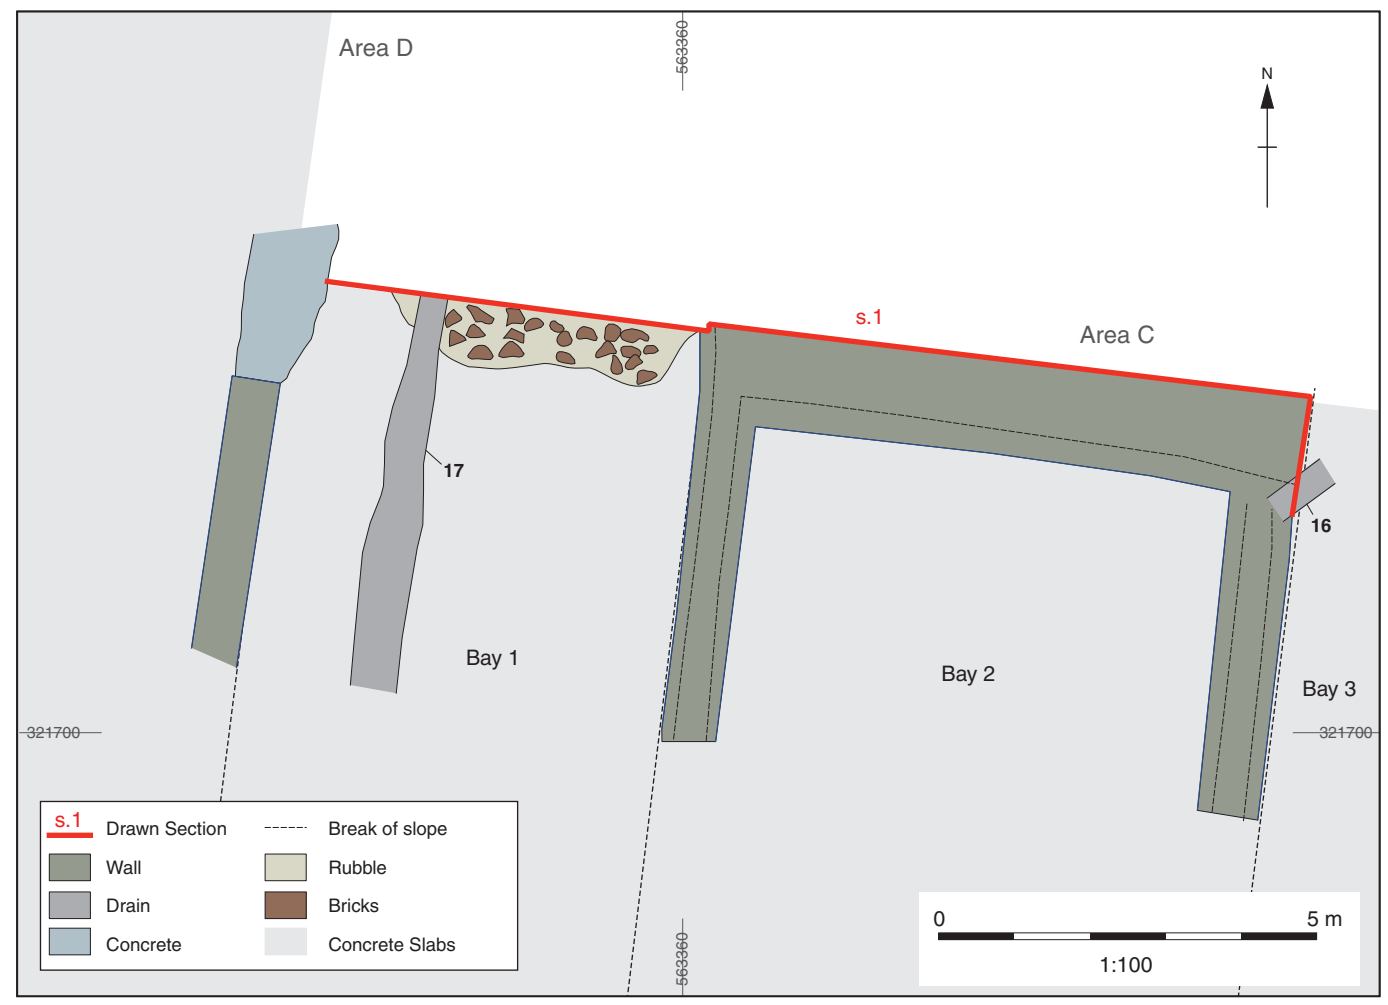 Area D
563360
N
s.1
Area C
17
16
Bay 1
Bay 2
Bay 3
321700
321700
s.1 Drawn Section
Break of slope
Wall
Rubble
Drain
Bricks
Concrete
Concrete Slabs
563360
0 5 m
1:100